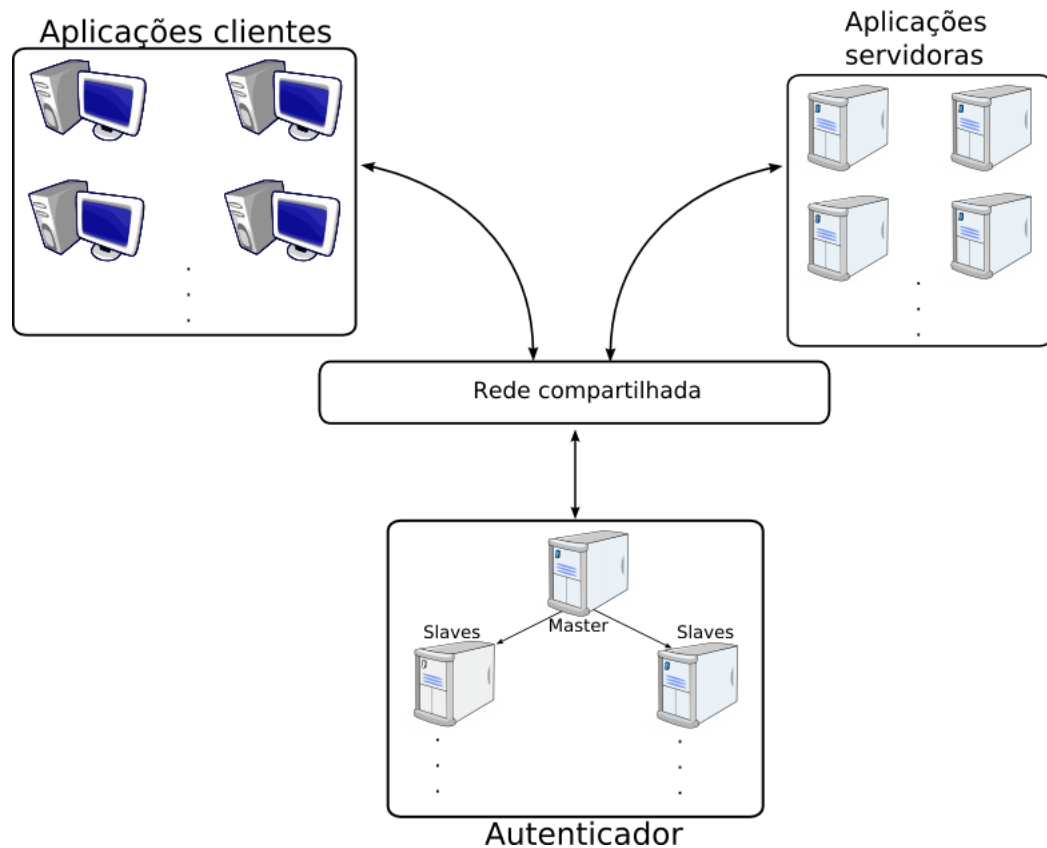 Aplicações clientes
Aplicações
servidoras
Rede compartilhada
Master
Slaves
Slaves
Autenticador